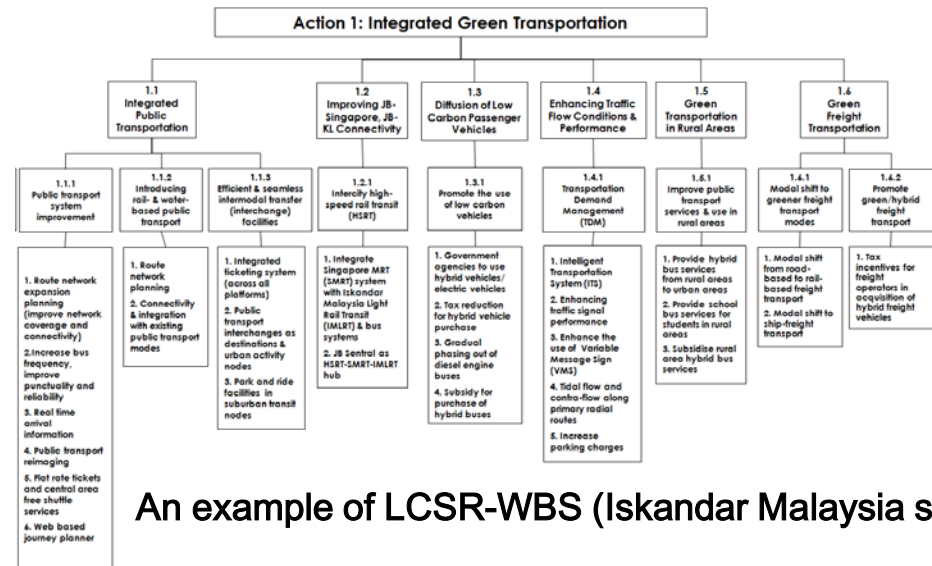 Action 1: Integrated Green Transportation
1.1
Integrated
Public
Transportation
1.2
Improving JB-
Singapore, JB-
KL Connectivity
1.3
Diffusion of Low
Carbon Passenger
Vehicles
1.4
Enhancing Traffic
Flow Conditions &
Performance
1.5
Green
Transportation
in Rural Areas
1.6
Green
Freight
Transportation
1.1.1
Public transport
system
improvement
1.1.2
Introducing
rail- & water-
based public
transport
1.1.3
Efficient & seamless
intermodal transfer
(interchange)
facilities
1.2.1
Intercity high-
speed rail transit
(HSRT)
1.3.1
Promote the use
of low carbon
vehicles
1.4.1
Transportation
Demand
Management
(TDM)
1.5.1
Improve public
transport
services & use in
rural areas
1.6.1
Modal shift to
greener freight
transport
modes
1.6.2
Promote
green/hybrid
freight
transport
1. Route network
expansion
planning
(improve network
coverage and
connectivity)
2.Increase bus
frequency,
improve
punctuality and
reliability
3. Real time
arrival
information
4. Public transport
reimaging
5. Flat rate tickets
and central area
free shuttle
services
6. Web based
journey planner
1. Route
network
planning
2. Connectivity
& integration
with existing
public transport
modes
1. Integrated
ticketing system
(across all
platforms)
2. Public
transport
interchanges as
destinations &
urban activity
nodes
3. Park and ride
facilities in
suburban transit
nodes
1. Integrate
Singapore MRT
(SMRT) system
with Iskandar
Malaysia Light
Rail Transit
(IMLRT) & bus
systems
2. JB Sentral as
HSRT-SMRT-IMLRT
hub
1. Government
agencies to use
hybrid vehicles/
electric vehicles
2. Tax reduction
for hybrid vehicle
purchase
3. Gradual
phasing out of
diesel engine
buses
4. Subsidy for
purchase of
hybrid buses
1. Intelligent
Transportation
System (ITS)
2. Enhancing
traffic signal
performance
3. Enhance the
use of Variable
Message Sign
(VMS)
4. Tidal flow and
contra-flow along
primary radial
routes
5. Increase
parking charges
1. Provide hybrid
bus services
from rural areas
to urban areas
2. Provide school
bus services for
students in rural
areas
3. Subsidise rural
area hybrid bus
services
1. Modal shift
from road-
based to rail-
based freight
transport
2. Modal shift to
ship-freight
transport
1. Tax
incentives for
freight
operators in
acquisition of
hybrid freight
vehicles
An example of LCSR-WBS (Iskandar Malaysia s